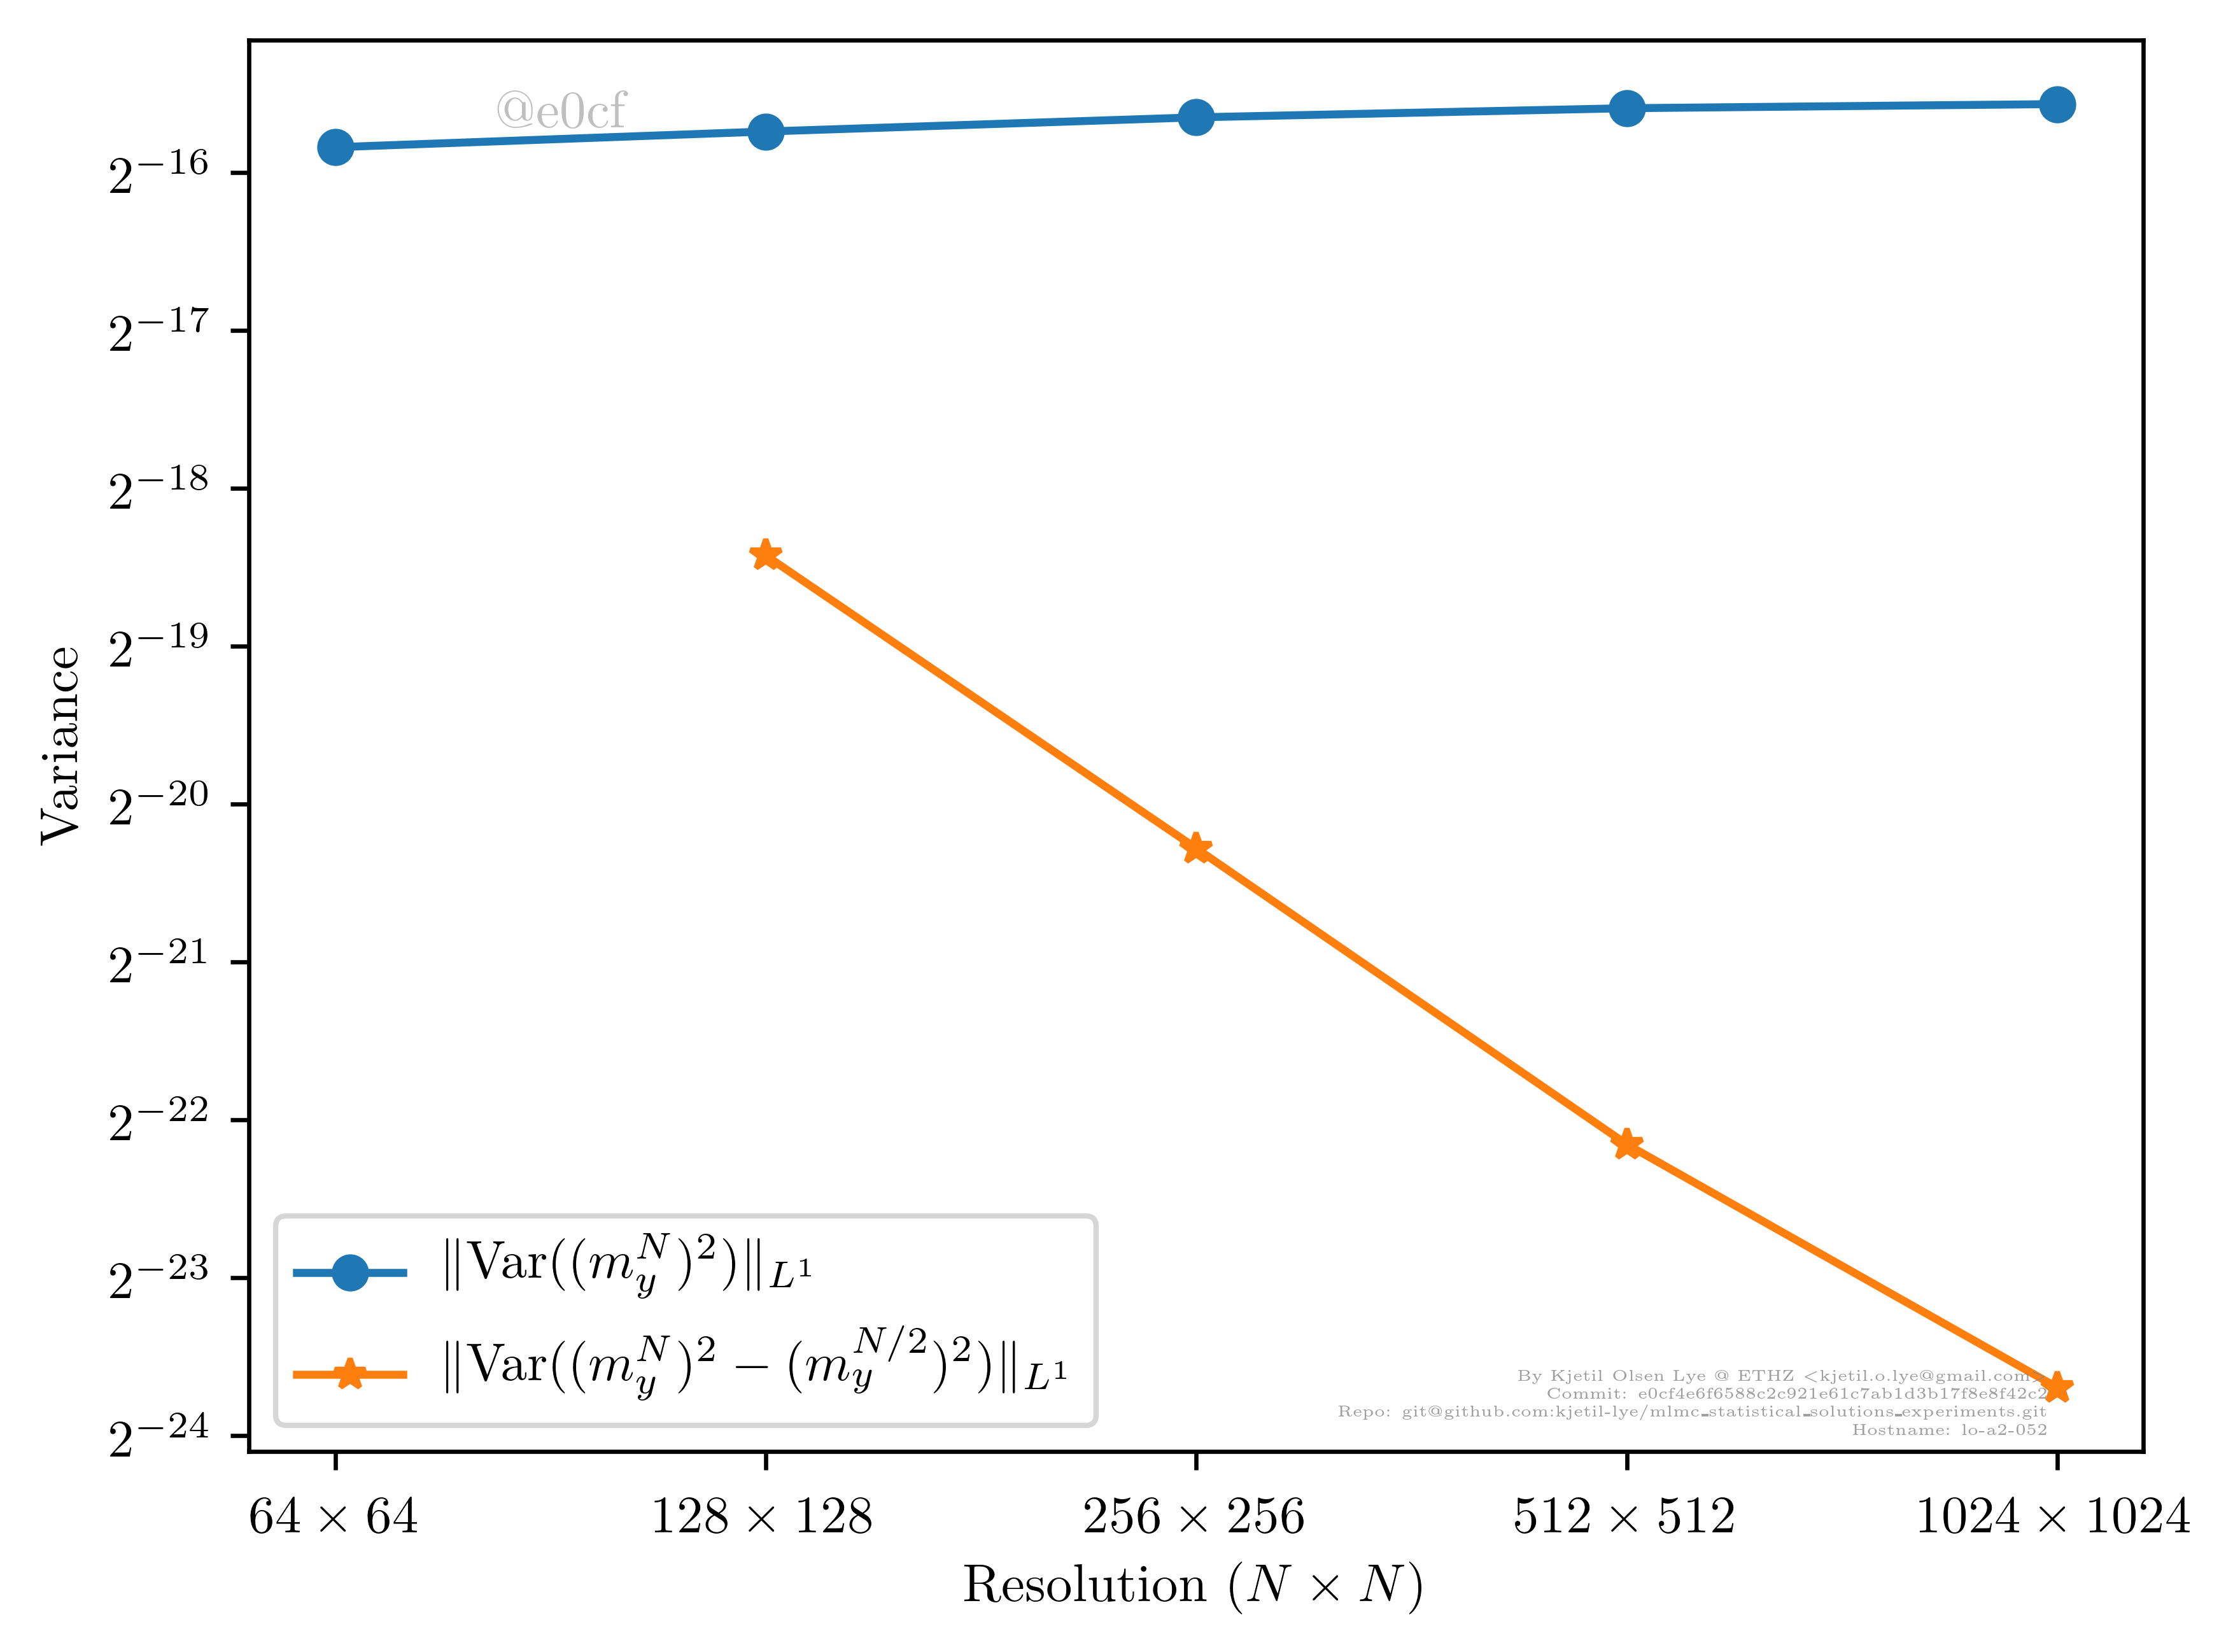 @e0cf
2^{-16}
2^{-17}
2^{-18}
2^{-19}
2^{-20}
2^{-21}
2^{-22}
2^{-23}
2^{-24}
Variance
‖Var((m_y^N)^2)‖_{L^1}
‖Var((m_y^N)^2 − (m_y^{N/2})^2)‖_{L^1}
By Kjetil Olsen Lye @ ETHZ <kjetil.o.lye@gmail.com>
Commit: e0cf4e6f6588c2c921e61c7ab1d3b17f8e8f42c2
Repo: git@github.com:kjetil-lye/mlmc_statistical_solutions_experiments.git
Hostname: lo-a2-052
64 × 64
128 × 128
256 × 256
512 × 512
1024 × 1024
Resolution (N × N)